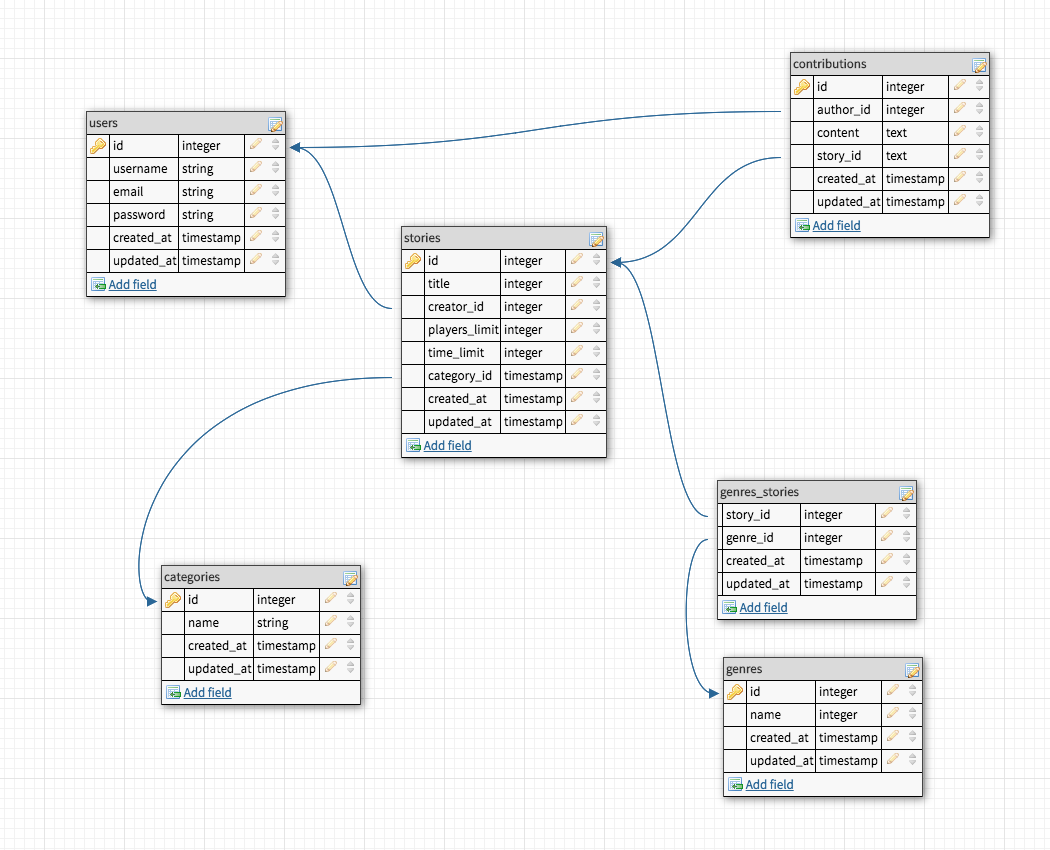 contributions
id integer
author_id integer
content text
story_id text
created_at timestamp
updated_at timestamp
Add field
users
id integer
username string
email string
password string
created_at timestamp
updated_at timestamp
Add field
stories
id integer
title integer
creator_id integer
players_limit integer
time_limit integer
category_id timestamp
created_at timestamp
updated_at timestamp
Add field
genres_stories
story_id integer
genre_id integer
created_at timestamp
updated_at timestamp
Add field
categories
id integer
name string
created_at timestamp
updated_at timestamp
Add field
genres
id integer
name integer
created_at timestamp
updated_at timestamp
Add field